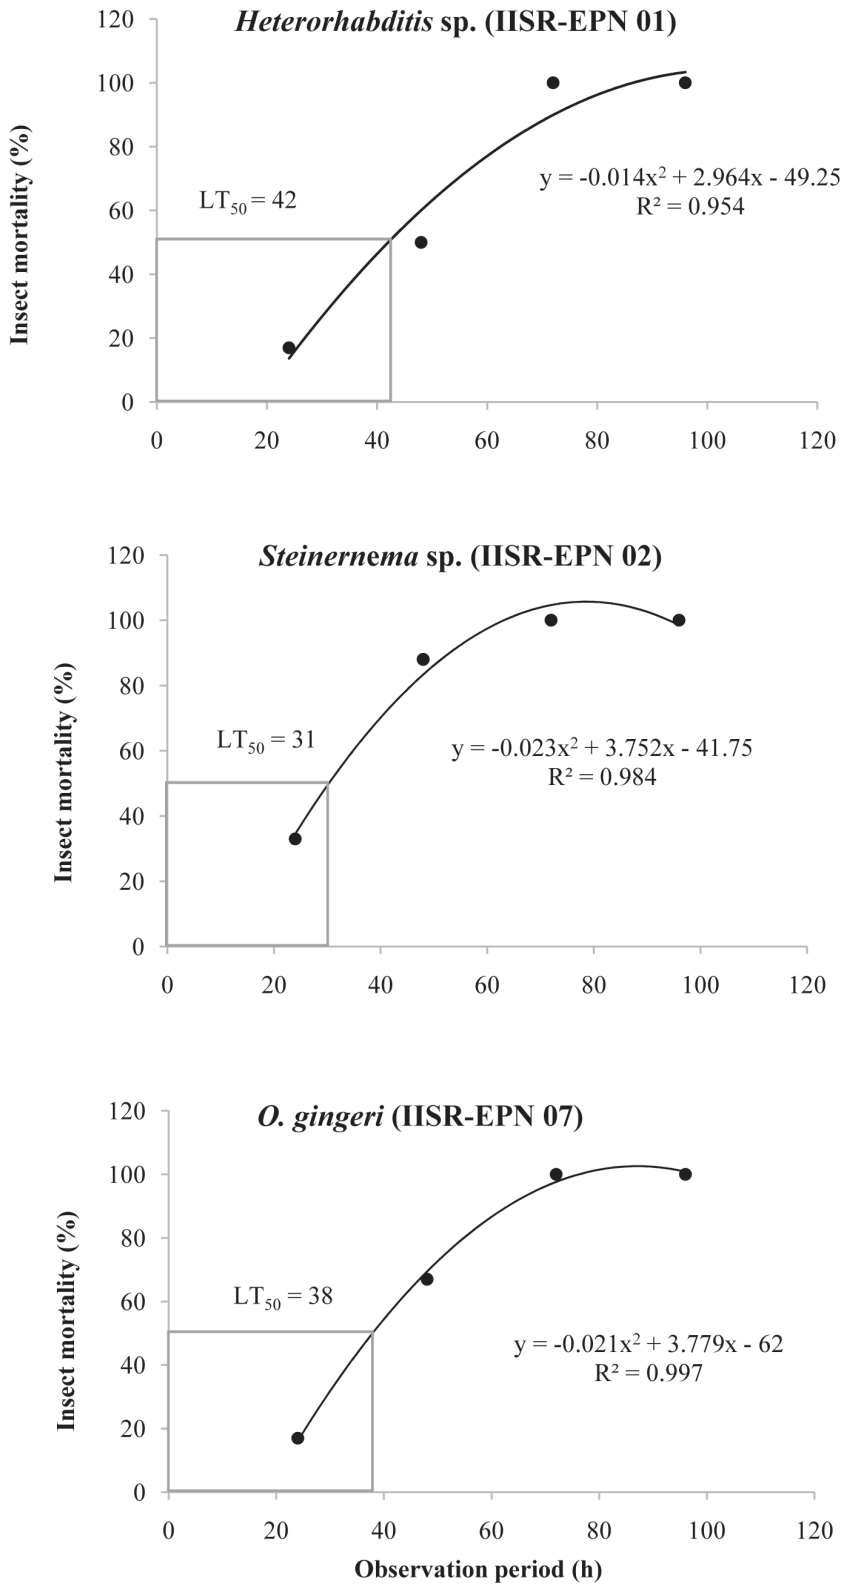 Heterorhabditis sp. (IISR-EPN 01)
120
100
80
60
40
20
0
Insect mortality (%)
LT50 = 42
y = -0.014x² + 2.964x - 49.25
R² = 0.954
0 20 40 60 80 100 120
Steinernema sp. (IISR-EPN 02)
120
100
80
60
40
20
0
Insect mortality (%)
LT50 = 31
y = -0.023x² + 3.752x - 41.75
R² = 0.984
0 20 40 60 80 100 120
O. gingeri (IISR-EPN 07)
120
100
80
60
40
20
0
Insect mortality (%)
LT50 = 38
y = -0.021x² + 3.779x - 62
R² = 0.997
0 20 40 60 80 100 120
Observation period (h)